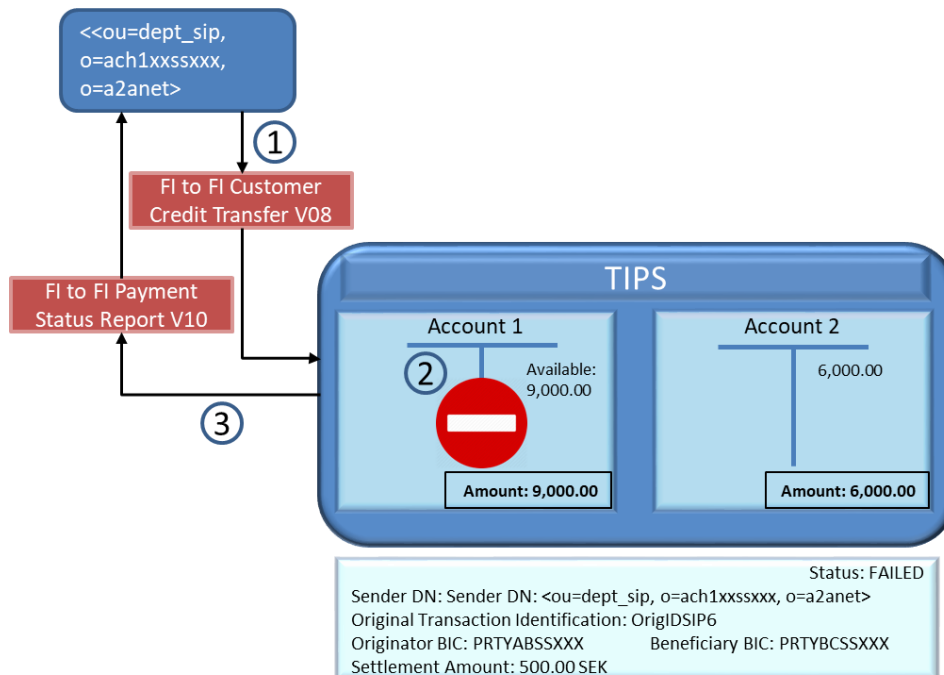 <<ou=dept_sip,
o=ach1xxssxxx,
o=a2anet>
1
FI to FI Customer
Credit Transfer V08
FI to FI Payment
Status Report V10
TIPS
Account 1
2
Available:
9,000.00
Amount: 9,000.00
Account 2
6,000.00
Amount: 6,000.00
3
Status: FAILED
Sender DN: Sender DN: <ou=dept_sip, o=ach1xxssxxx, o=a2anet>
Original Transaction Identification: OrigIDSIP6
Originator BIC: PRTYABSSXXX Beneficiary BIC: PRTYBCSSXXX
Settlement Amount: 500.00 SEK